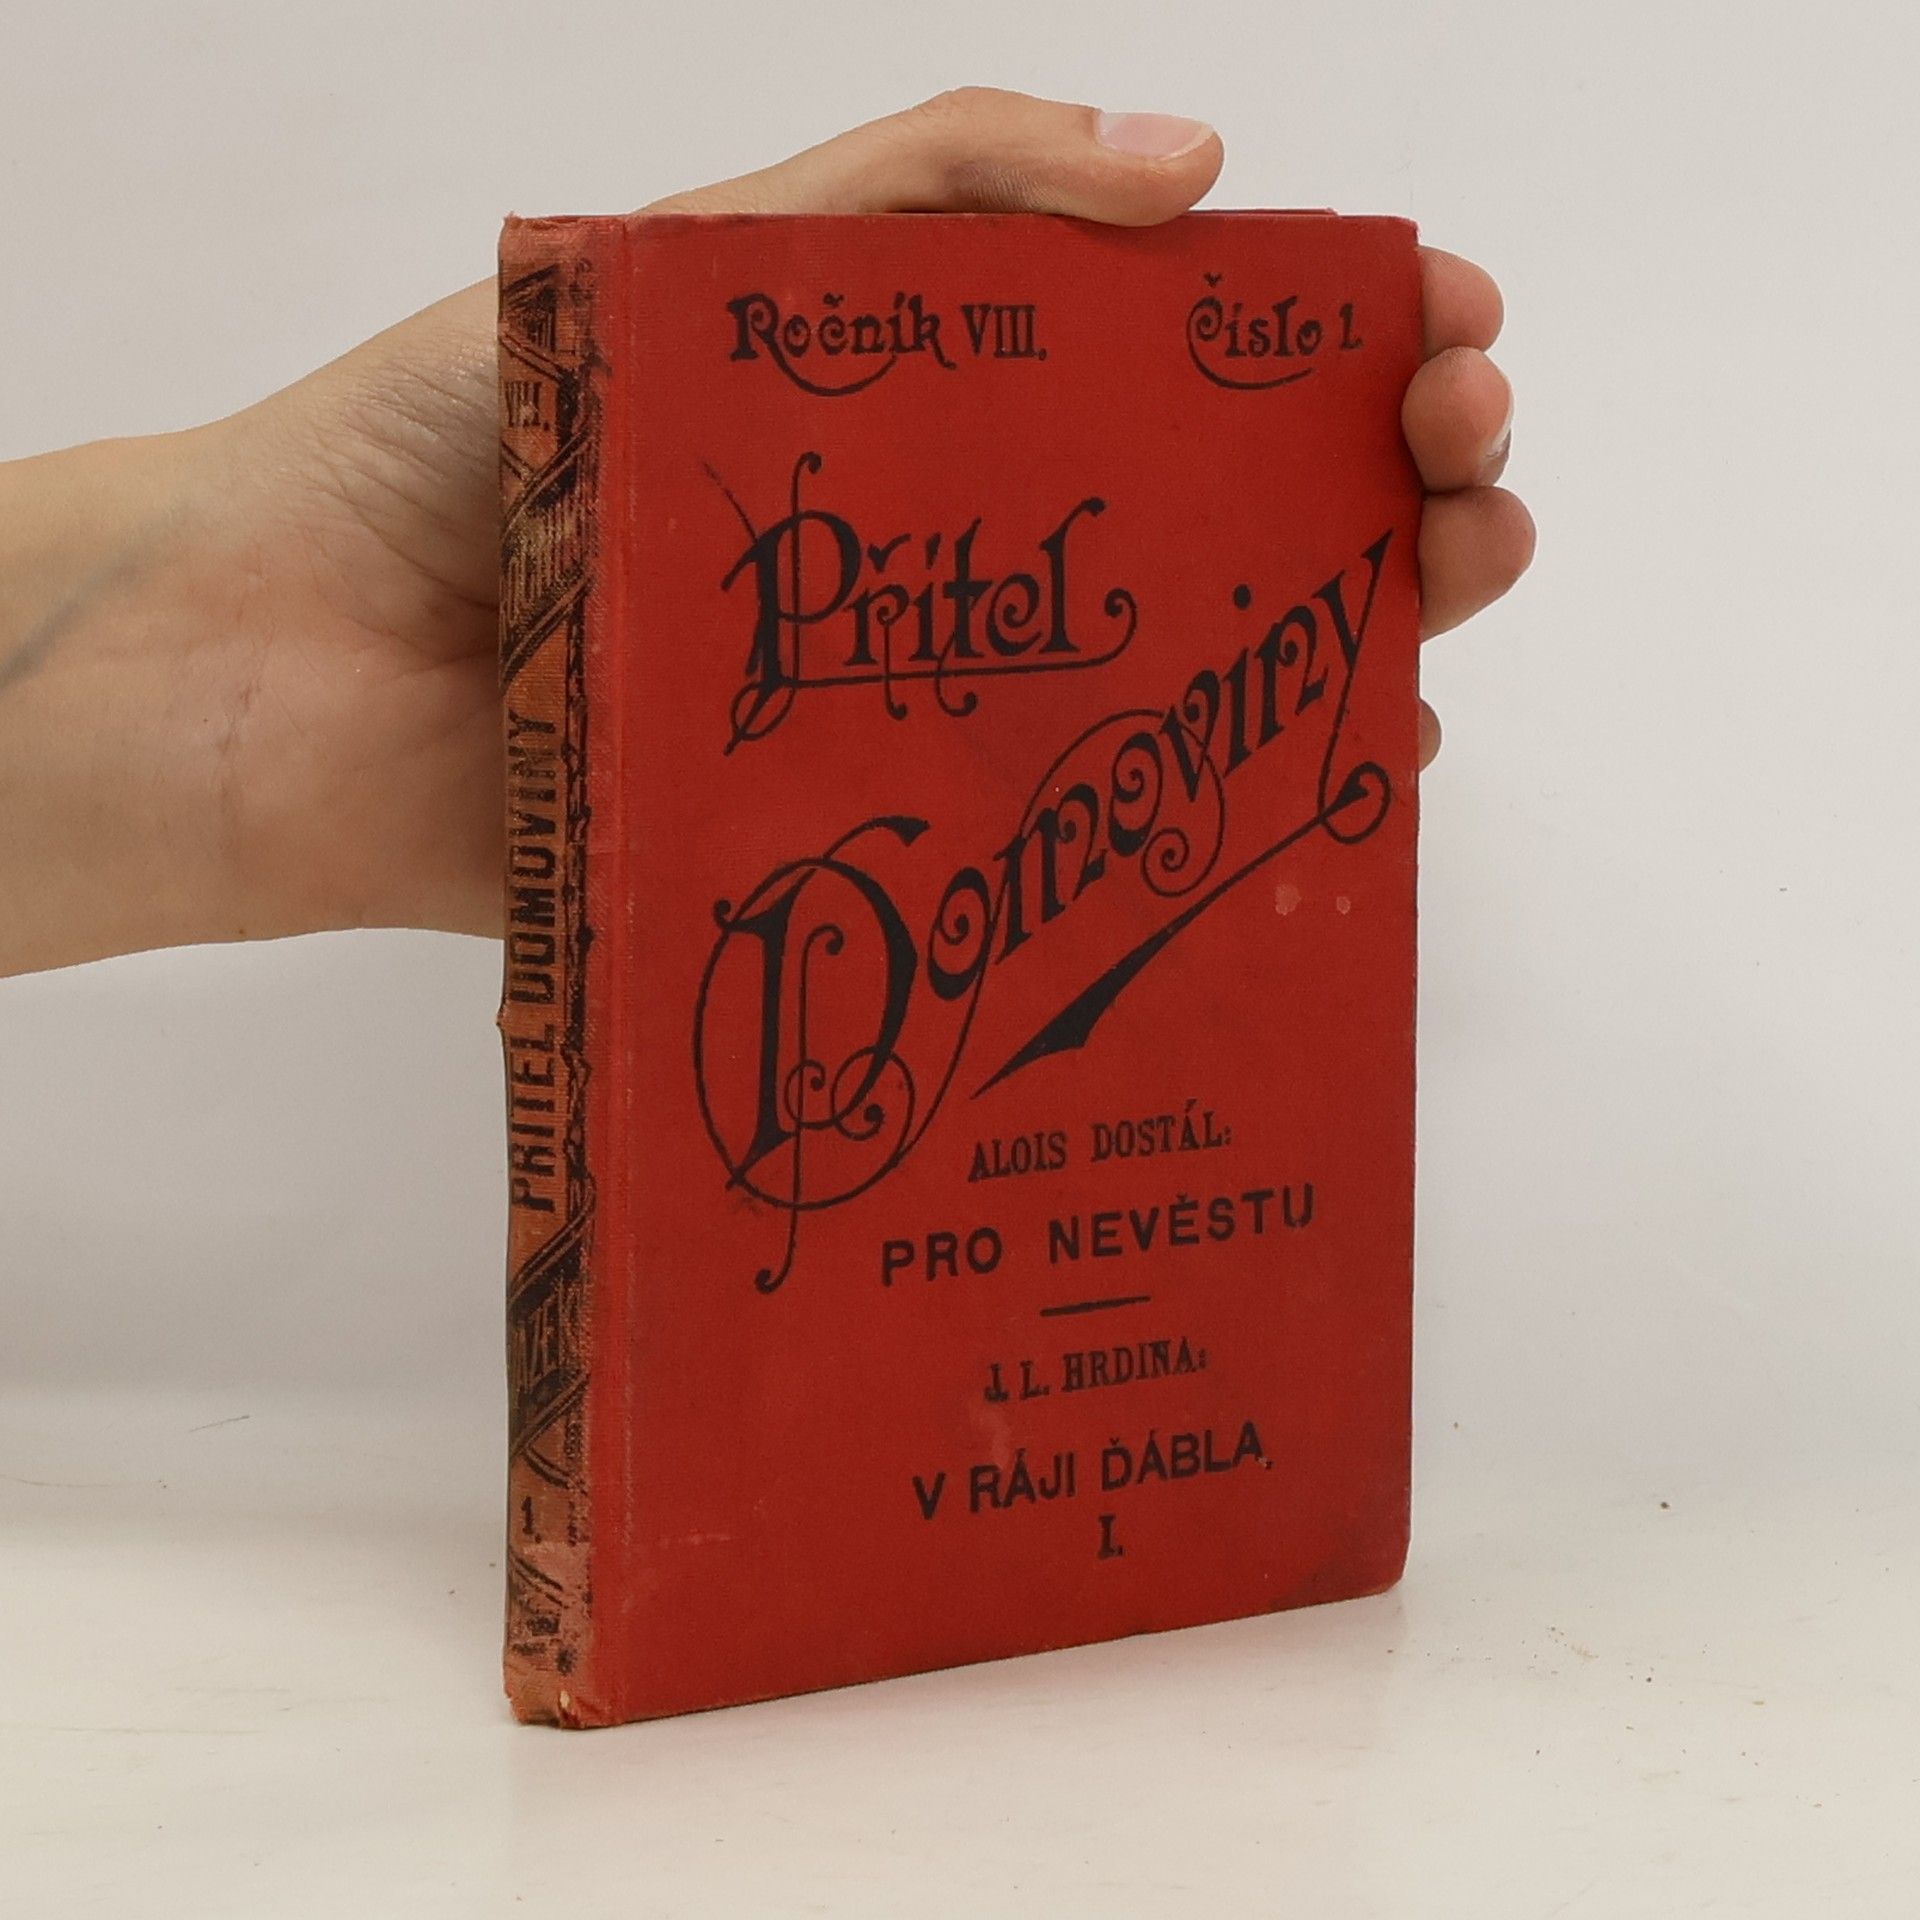 Ročník VIII. Číslo 1.
Přítel
Domoviny
ALOIS DOSTÁL:
PRO NEVĚSTU
J. L. HRDINA:
V RÁJI ĎÁBLA.
I.
VIII.
PŘÍTEL DOMOVINY
1.